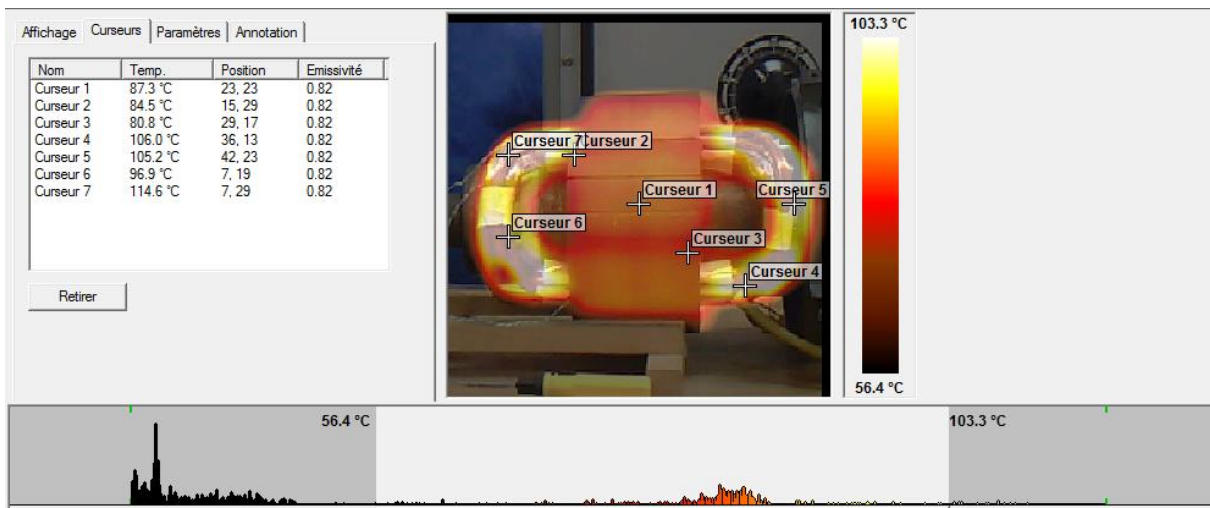 Affichage Curseurs Paramètres Annotation
Nom Temp. Position Emissivité
Curseur 1 87.3 °C 23, 23 0.82
Curseur 2 84.5 °C 15, 29 0.82
Curseur 3 80.8 °C 29, 17 0.82
Curseur 4 106.0 °C 36, 13 0.82
Curseur 5 105.2 °C 42, 23 0.82
Curseur 6 96.9 °C 7, 19 0.82
Curseur 7 114.6 °C 7, 29 0.82
Retirer
Curseur 7 Curseur 2
Curseur 1 Curseur 5
Curseur 6
Curseur 3
Curseur 4
103.3 °C
56.4 °C
56.4 °C 103.3 °C